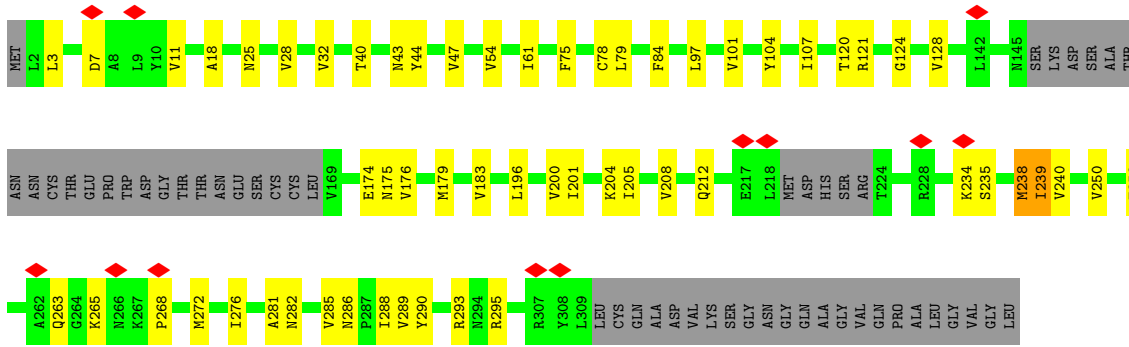 MET L2 L3 D7 A8 L9 Y10 V11 A18 N25 V28 V32 T40 N43 Y44 V47 V54 I61 F75 C78 L79 F84 L97 V101 Y104 I107 T120 R121 G124 V128 L142 N145 SER LYS ASP SER ALA THR
ASN ASN CYS THR GLU PRO TRP ASP GLY THR THR ASN GLU SER CYS CYS LEU V169 E174 N175 V176 M179 V183 L196 V200 I201 K204 I205 V208 Q212 E217 L218 MET ASP HIS SER ARG T224 R228 K234 S235 M238 I239 V240 V250
A262 Q263 G264 K265 N266 K267 P268 M272 I276 A281 N282 V285 N286 P287 I288 V289 Y290 R293 N294 R295 R307 Y308 L309 LEU CYS GLN ALA ASP VAL LYS SER GLY ASN GLY GLN ALA GLY VAL GLN PRO ALA LEU GLY VAL GLY LEU